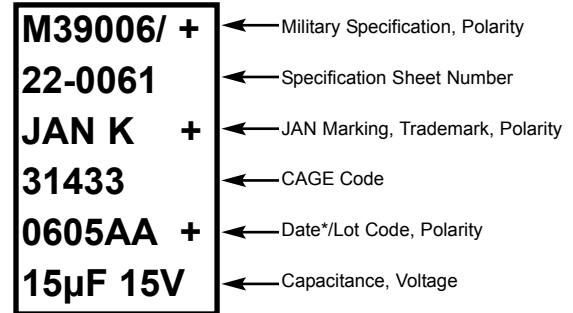 M39006/ + Military Specification, Polarity
22-0061 Specification Sheet Number
JAN K + JAN Marking, Trademark, Polarity
31433 CAGE Code
0605AA + Date*/Lot Code, Polarity
15µF 15V Capacitance, Voltage